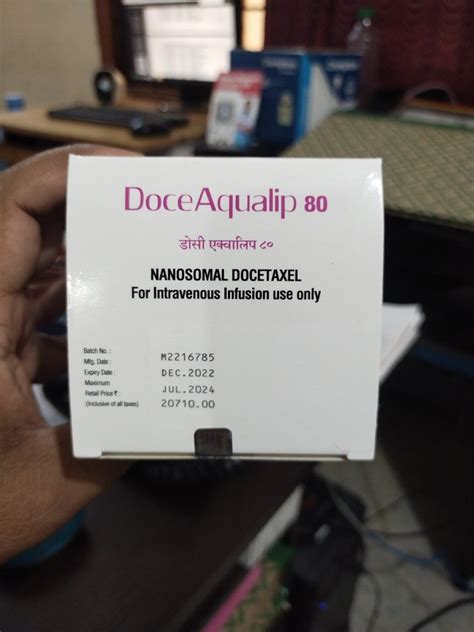 DoceAqualip 80
डोसी एक्वालिप ८०
NANOSOMAL DOCETAXEL
For Intravenous Infusion use only
Batch No. : M2216785
Mfg. Date : DEC.2022
Expiry Date : JUL.2024
Maximum
Retail Price ₹ : 20710.00
(inclusive of all taxes)